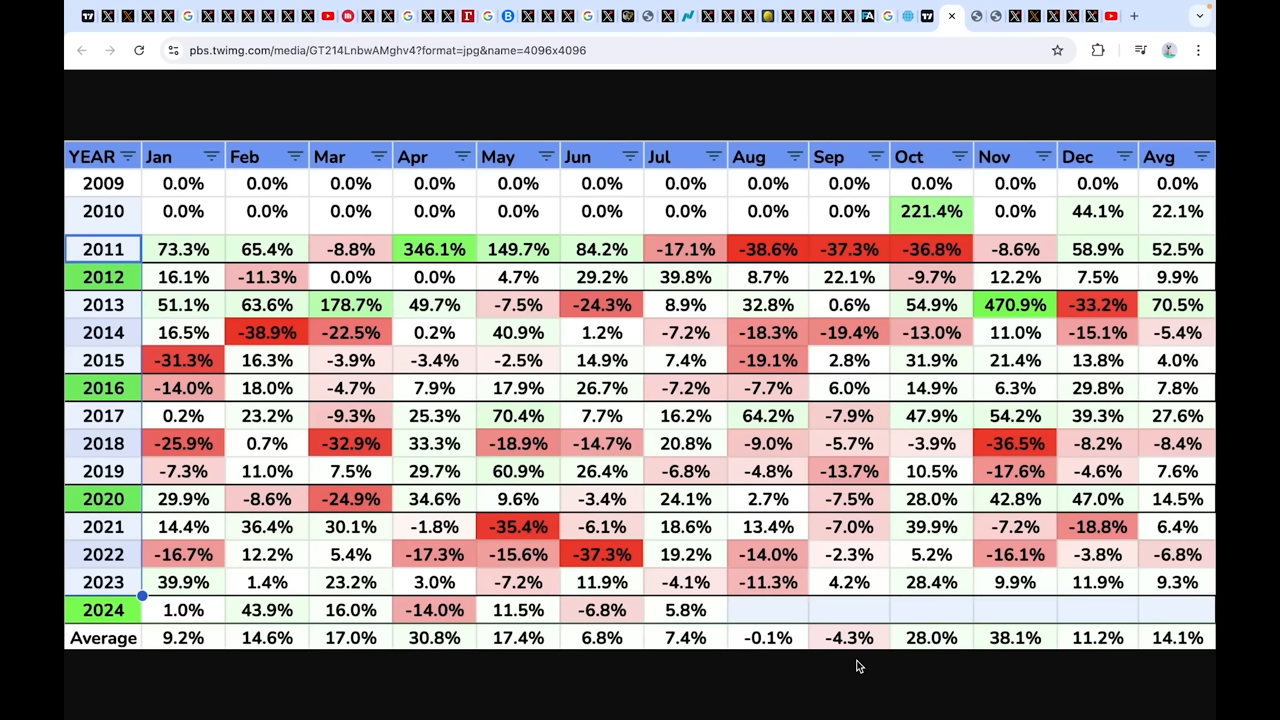 pbs.twimg.com/media/GT214LnbwAMghv4?format=jpg&name=4096x4096
YEAR Jan Feb Mar Apr May Jun Jul Aug Sep Oct Nov Dec Avg
2009 0.0% 0.0% 0.0% 0.0% 0.0% 0.0% 0.0% 0.0% 0.0% 0.0% 0.0% 0.0% 0.0%
2010 0.0% 0.0% 0.0% 0.0% 0.0% 0.0% 0.0% 0.0% 0.0% 221.4% 0.0% 44.1% 22.1%
2011 73.3% 65.4% -8.8% 346.1% 149.7% 84.2% -17.1% -38.6% -37.3% -36.8% -8.6% 58.9% 52.5%
2012 16.1% -11.3% 0.0% 0.0% 4.7% 29.2% 39.8% 8.7% 22.1% -9.7% 12.2% 7.5% 9.9%
2013 51.1% 63.6% 178.7% 49.7% -7.5% -24.3% 8.9% 32.8% 0.6% 54.9% 470.9% -33.2% 70.5%
2014 16.5% -38.9% -22.5% 0.2% 40.9% 1.2% -7.2% -18.3% -19.4% -13.0% 11.0% -15.1% -5.4%
2015 -31.3% 16.3% -3.9% -3.4% -2.5% 14.9% 7.4% -19.1% 2.8% 31.9% 21.4% 13.8% 4.0%
2016 -14.0% 18.0% -4.7% 7.9% 17.9% 26.7% -7.2% -7.7% 6.0% 14.9% 6.3% 29.8% 7.8%
2017 0.2% 23.2% -9.3% 25.3% 70.4% 7.7% 16.2% 64.2% -7.9% 47.9% 54.2% 39.3% 27.6%
2018 -25.9% 0.7% -32.9% 33.3% -18.9% -14.7% 20.8% -9.0% -5.7% -3.9% -36.5% -8.2% -8.4%
2019 -7.3% 11.0% 7.5% 29.7% 60.9% 26.4% -6.8% -4.8% -13.7% 10.5% -17.6% -4.6% 7.6%
2020 29.9% -8.6% -24.9% 34.6% 9.6% -3.4% 24.1% 2.7% -7.5% 28.0% 42.8% 47.0% 14.5%
2021 14.4% 36.4% 30.1% -1.8% -35.4% -6.1% 18.6% 13.4% -7.0% 39.9% -7.2% -18.8% 6.4%
2022 -16.7% 12.2% 5.4% -17.3% -15.6% -37.3% 19.2% -14.0% -2.3% 5.2% -16.1% -3.8% -6.8%
2023 39.9% 1.4% 23.2% 3.0% -7.2% 11.9% -4.1% -11.3% 4.2% 28.4% 9.9% 11.9% 9.3%
2024 1.0% 43.9% 16.0% -14.0% 11.5% -6.8% 5.8%
Average 9.2% 14.6% 17.0% 30.8% 17.4% 6.8% 7.4% -0.1% -4.3% 28.0% 38.1% 11.2% 14.1%